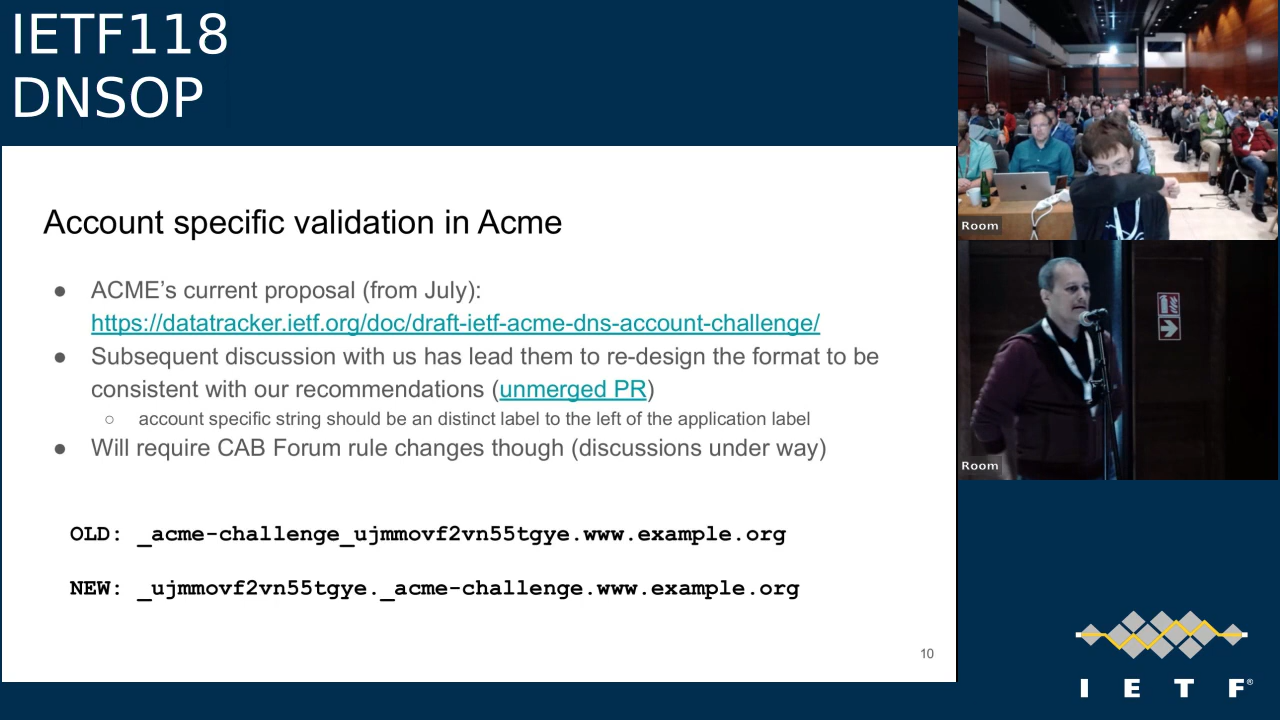 IETF118
DNSOP
Account specific validation in Acme
● ACME’s current proposal (from July):
https://datatracker.ietf.org/doc/draft-ietf-acme-dns-account-challenge/
● Subsequent discussion with us has lead them to re-design the format to be
consistent with our recommendations (unmerged PR)
○ account specific string should be an distinct label to the left of the application label
● Will require CAB Forum rule changes though (discussions under way)
OLD: _acme-challenge_ujmmovf2vn55tgye.www.example.org
NEW: _ujmmovf2vn55tgye._acme-challenge.www.example.org
10
Room
Room
I E T F®